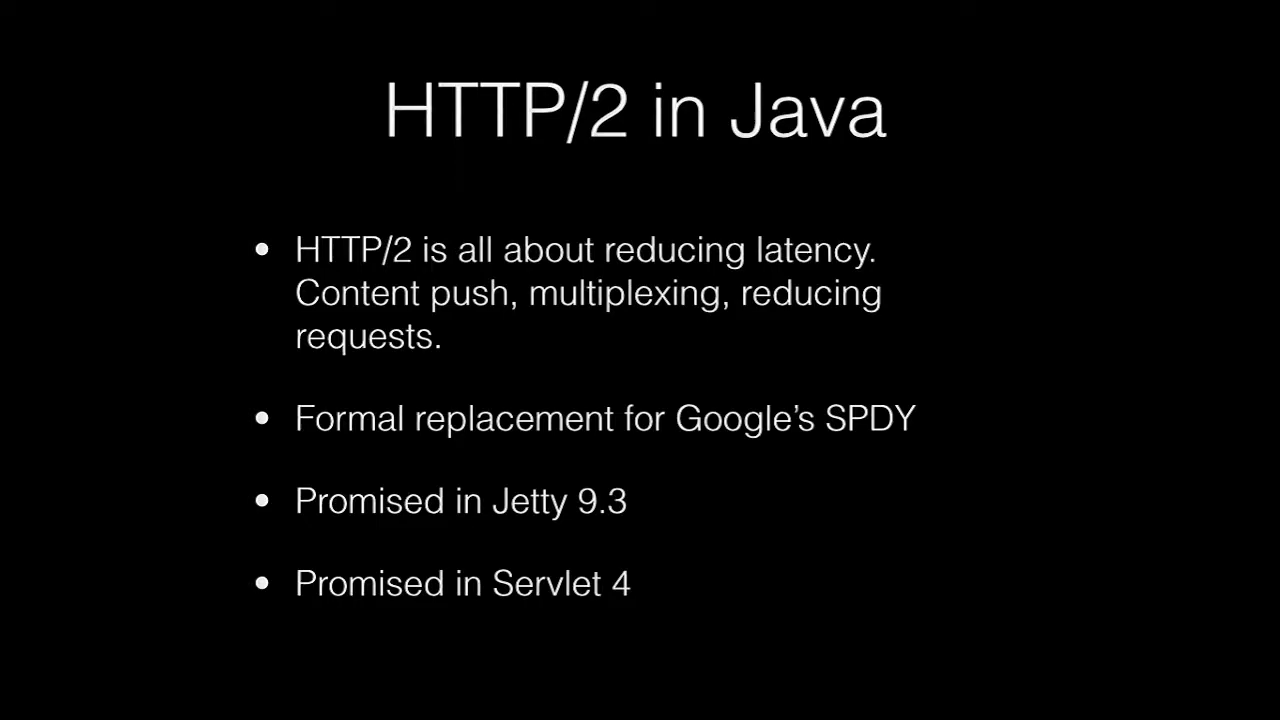 HTTP/2 in Java
• HTTP/2 is all about reducing latency.
Content push, multiplexing, reducing
requests.
• Formal replacement for Google’s SPDY
• Promised in Jetty 9.3
• Promised in Servlet 4